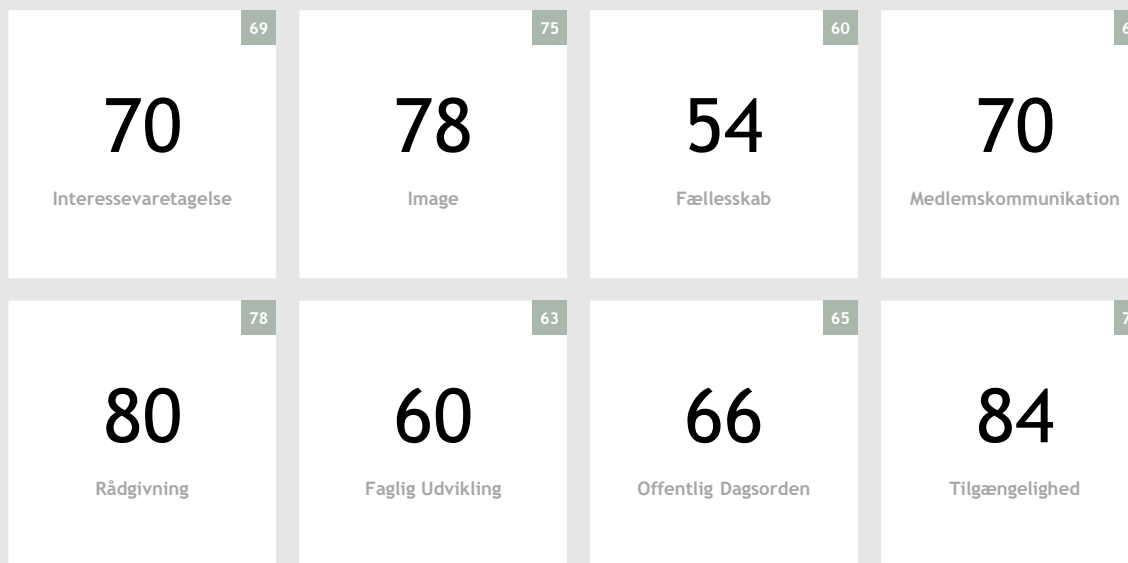 69
75
60
70
78
54
70
Interessevaretagelse
Image
Fællesskab
Medlemskommunikation
78
63
65
80
60
66
84
Rådgivning
Faglig Udvikling
Offentlig Dagsorden
Tilgængelighed